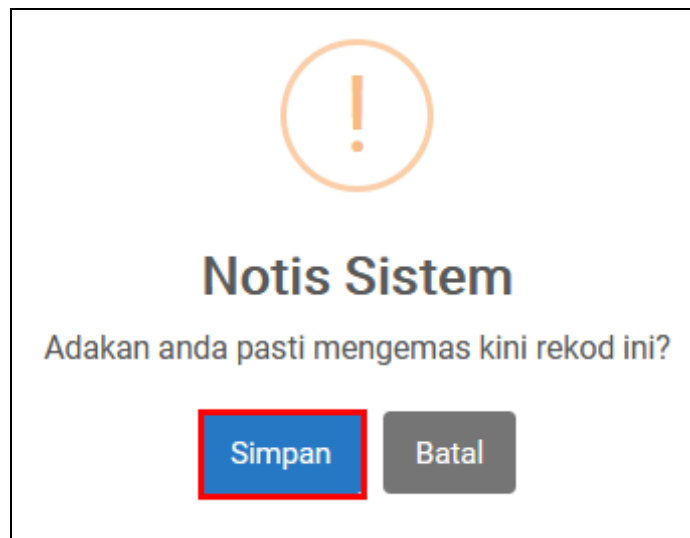 !
Notis Sistem
Adakan anda pasti mengemas kini rekod ini?
Simpan
Batal